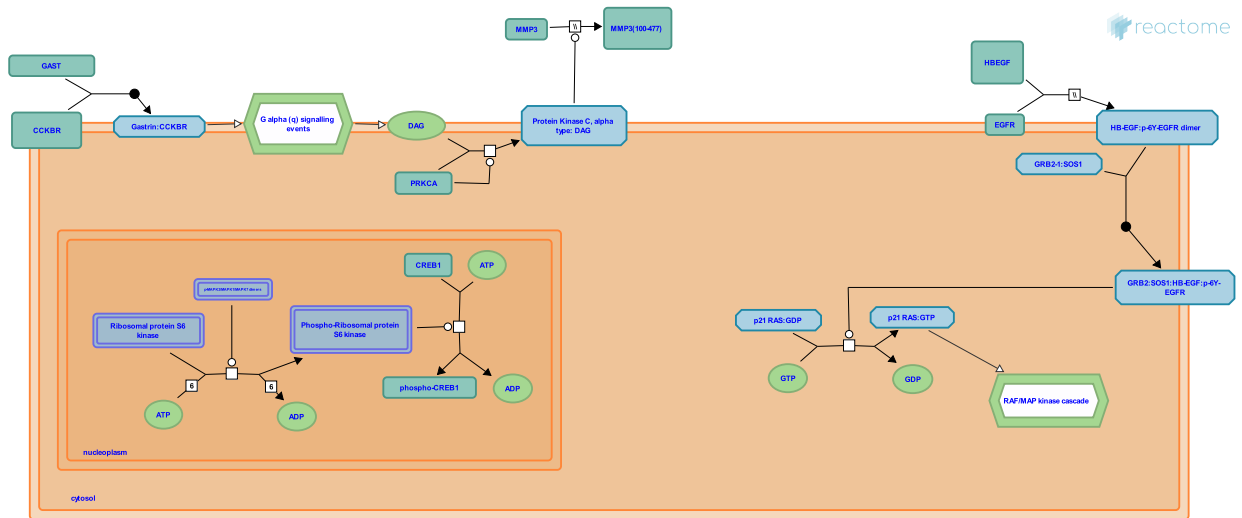 reactome
GAST
CCKBR
Gastrin:CCKBR
G alpha (q) signalling
events
DAG
PRKCA
Protein Kinase C, alpha
type: DAG
MMP3
\\
MMP3(100-477)
HBEGF
EGFR
\\
HB-EGF:p-6Y-EGFR dimer
GRB2-1:SOS1
GRB2:SOS1:HB-EGF:p-6Y-
EGFR
p21 RAS:GDP
p21 RAS:GTP
GTP
GDP
RAF/MAP kinase cascade
Ribosomal protein S6
kinase
Phospho-Ribosomal protein
S6 kinase
6
6
ATP
ADP
CREB1
ATP
phospho-CREB1
ADP
nucleoplasm
cytosol